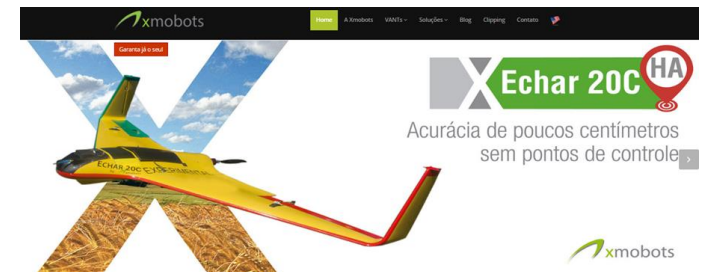 xmobots
Home A Xmobots VANTs Soluções Blog Clipping Contato
Garanta já o seu!
Echar 20C HA
Acurácia de poucos centímetros
sem pontos de controle
ECHAR 20C EXPERIMENTAL
xmobots